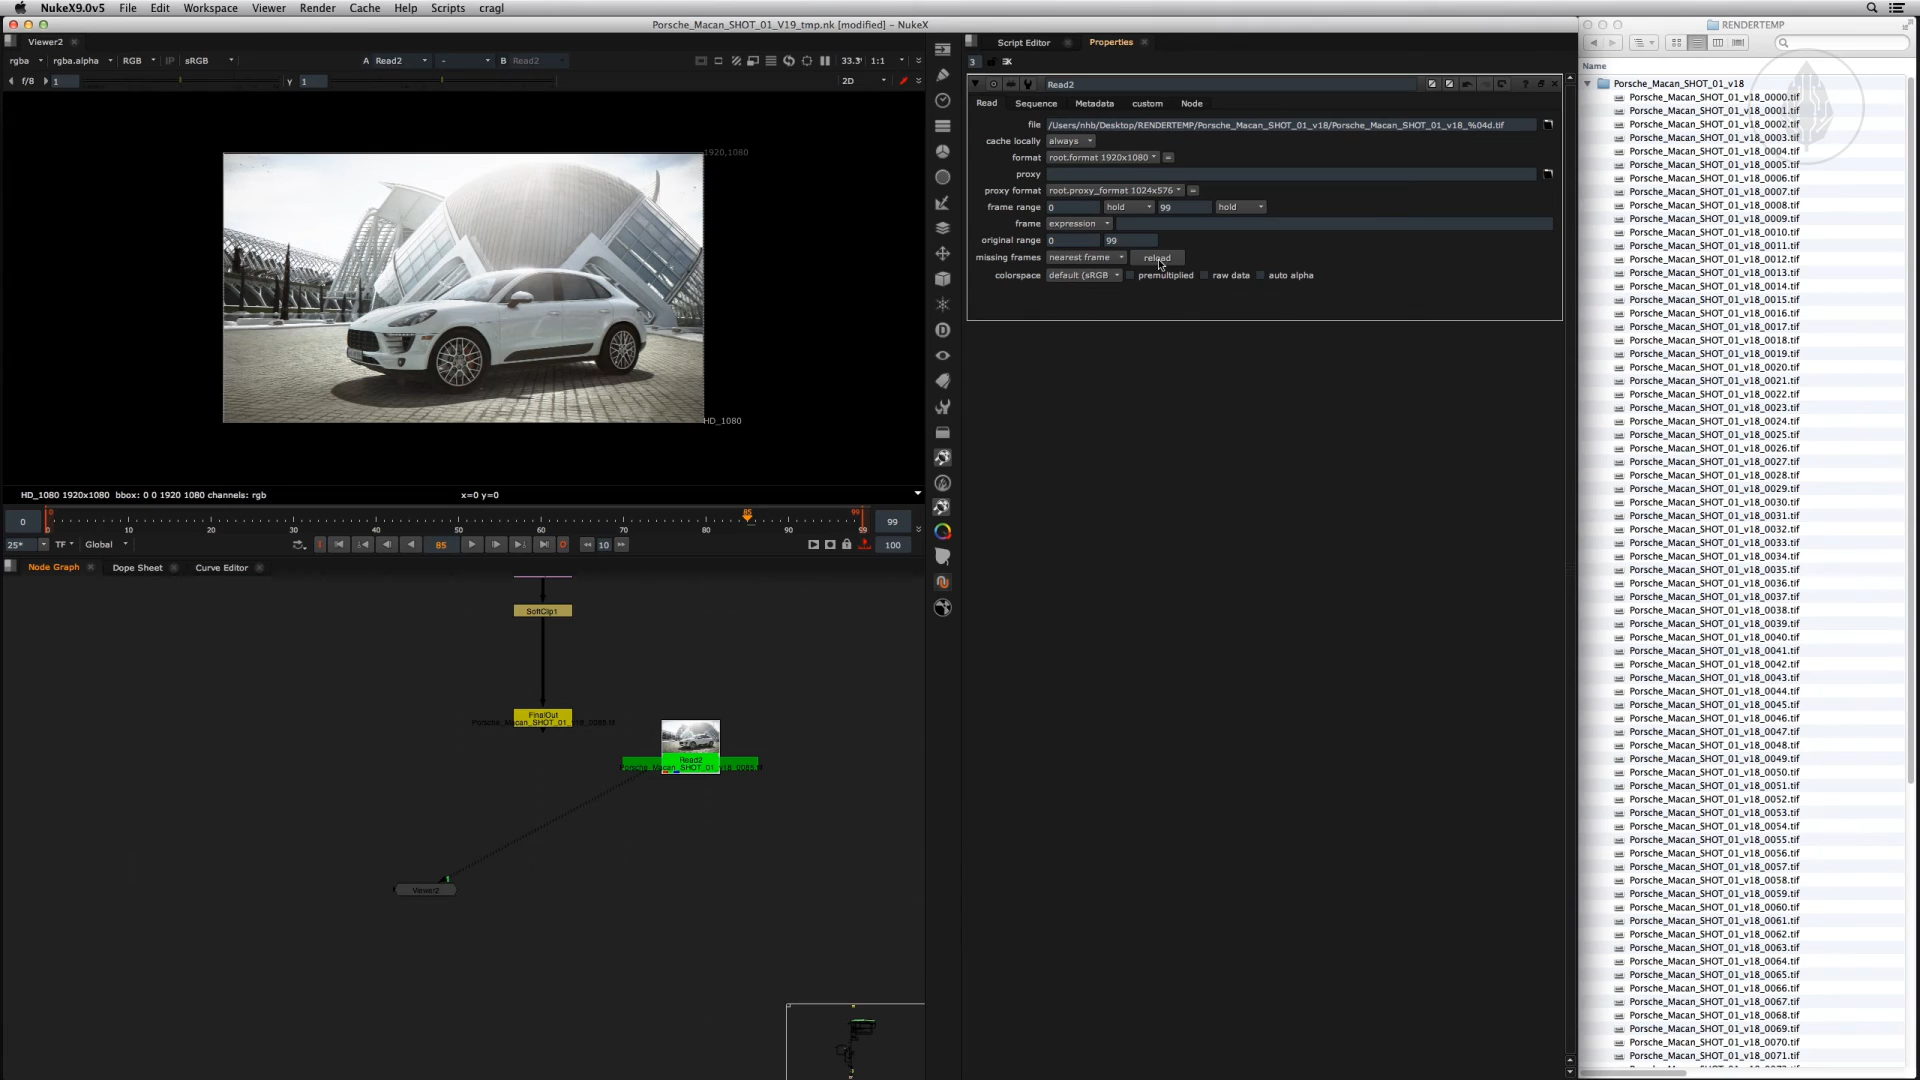 NukeX9.0v5 File Edit Workspace Viewer Render Cache Help Scripts cragl
Porsche_Macan_SHOT_01_V19_tmp.nk [modified] – NukeX
Viewer2
rgba rgba.alpha RGB IP sRGB A Read2 - B Read2 33.3 1:1
f/8 1 y 1 2D
1920,1080
HD_1080
HD_1080 1920x1080 bbox: 0 0 1920 1080 channels: rgb x=0 y=0
0 0 10 20 30 40 50 60 70 80 85 90 99 99
25* TF Global 85 10 100
Node Graph Dope Sheet Curve Editor
SoftClip1
FinalOut
Read2
Viewer2
1
Script Editor Properties
3
Read2
Read Sequence Metadata custom Node
file /Users/nhb/Desktop/RENDERTEMP/Porsche_Macan_SHOT_01_v18/Porsche_Macan_SHOT_01_v18_%04d.tif
cache locally always
format root.format 1920x1080 =
proxy
proxy format root.proxy_format 1024x576 =
frame range 0 hold 99 hold
frame expression
original range 0 99
missing frames nearest frame reload
colorspace default (sRGB premultiplied raw data auto alpha
RENDERTEMP
Name
Porsche_Macan_SHOT_01_v18
Porsche_Macan_SHOT_01_v18_0000.tif
Porsche_Macan_SHOT_01_v18_0001.tif
Porsche_Macan_SHOT_01_v18_0002.tif
Porsche_Macan_SHOT_01_v18_0003.tif
Porsche_Macan_SHOT_01_v18_0004.tif
Porsche_Macan_SHOT_01_v18_0005.tif
Porsche_Macan_SHOT_01_v18_0006.tif
Porsche_Macan_SHOT_01_v18_0007.tif
Porsche_Macan_SHOT_01_v18_0008.tif
Porsche_Macan_SHOT_01_v18_0009.tif
Porsche_Macan_SHOT_01_v18_0010.tif
Porsche_Macan_SHOT_01_v18_0011.tif
Porsche_Macan_SHOT_01_v18_0012.tif
Porsche_Macan_SHOT_01_v18_0013.tif
Porsche_Macan_SHOT_01_v18_0014.tif
Porsche_Macan_SHOT_01_v18_0015.tif
Porsche_Macan_SHOT_01_v18_0016.tif
Porsche_Macan_SHOT_01_v18_0017.tif
Porsche_Macan_SHOT_01_v18_0018.tif
Porsche_Macan_SHOT_01_v18_0019.tif
Porsche_Macan_SHOT_01_v18_0020.tif
Porsche_Macan_SHOT_01_v18_0021.tif
Porsche_Macan_SHOT_01_v18_0022.tif
Porsche_Macan_SHOT_01_v18_0023.tif
Porsche_Macan_SHOT_01_v18_0024.tif
Porsche_Macan_SHOT_01_v18_0025.tif
Porsche_Macan_SHOT_01_v18_0026.tif
Porsche_Macan_SHOT_01_v18_0027.tif
Porsche_Macan_SHOT_01_v18_0028.tif
Porsche_Macan_SHOT_01_v18_0029.tif
Porsche_Macan_SHOT_01_v18_0030.tif
Porsche_Macan_SHOT_01_v18_0031.tif
Porsche_Macan_SHOT_01_v18_0032.tif
Porsche_Macan_SHOT_01_v18_0033.tif
Porsche_Macan_SHOT_01_v18_0034.tif
Porsche_Macan_SHOT_01_v18_0035.tif
Porsche_Macan_SHOT_01_v18_0036.tif
Porsche_Macan_SHOT_01_v18_0037.tif
Porsche_Macan_SHOT_01_v18_0038.tif
Porsche_Macan_SHOT_01_v18_0039.tif
Porsche_Macan_SHOT_01_v18_0040.tif
Porsche_Macan_SHOT_01_v18_0041.tif
Porsche_Macan_SHOT_01_v18_0042.tif
Porsche_Macan_SHOT_01_v18_0043.tif
Porsche_Macan_SHOT_01_v18_0044.tif
Porsche_Macan_SHOT_01_v18_0045.tif
Porsche_Macan_SHOT_01_v18_0046.tif
Porsche_Macan_SHOT_01_v18_0047.tif
Porsche_Macan_SHOT_01_v18_0048.tif
Porsche_Macan_SHOT_01_v18_0049.tif
Porsche_Macan_SHOT_01_v18_0050.tif
Porsche_Macan_SHOT_01_v18_0051.tif
Porsche_Macan_SHOT_01_v18_0052.tif
Porsche_Macan_SHOT_01_v18_0053.tif
Porsche_Macan_SHOT_01_v18_0054.tif
Porsche_Macan_SHOT_01_v18_0055.tif
Porsche_Macan_SHOT_01_v18_0056.tif
Porsche_Macan_SHOT_01_v18_0057.tif
Porsche_Macan_SHOT_01_v18_0058.tif
Porsche_Macan_SHOT_01_v18_0059.tif
Porsche_Macan_SHOT_01_v18_0060.tif
Porsche_Macan_SHOT_01_v18_0061.tif
Porsche_Macan_SHOT_01_v18_0062.tif
Porsche_Macan_SHOT_01_v18_0063.tif
Porsche_Macan_SHOT_01_v18_0064.tif
Porsche_Macan_SHOT_01_v18_0065.tif
Porsche_Macan_SHOT_01_v18_0066.tif
Porsche_Macan_SHOT_01_v18_0067.tif
Porsche_Macan_SHOT_01_v18_0068.tif
Porsche_Macan_SHOT_01_v18_0069.tif
Porsche_Macan_SHOT_01_v18_0070.tif
Porsche_Macan_SHOT_01_v18_0071.tif